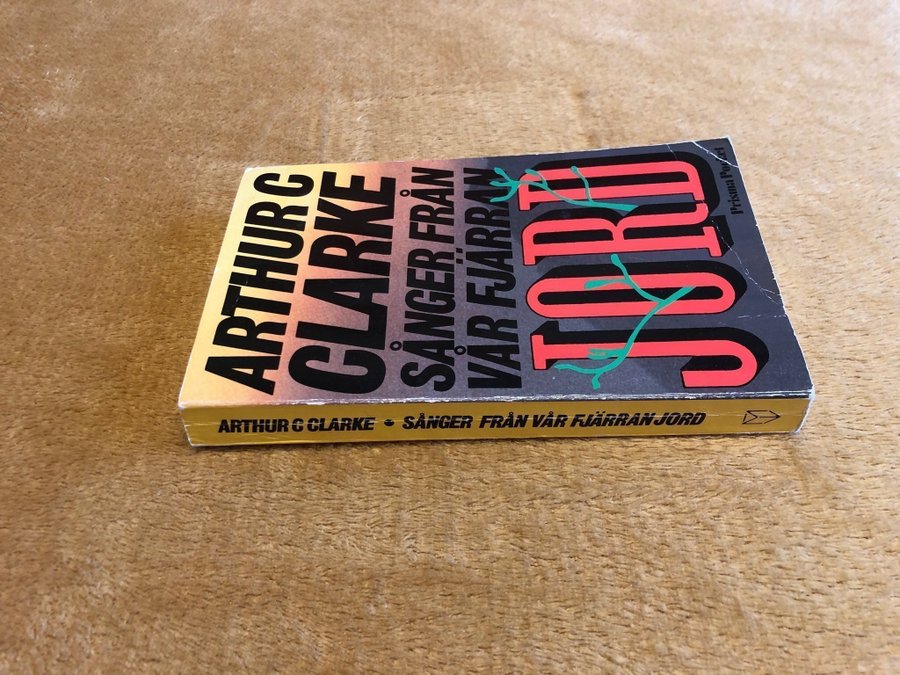 ARTHUR C
CLARKE
SÅNGER FRÅN
VÅR FJÄRRAN
JORD
Prisma Pocket
ARTHUR C CLARKE • SÅNGER FRÅN VÅR FJÄRRAN JORD